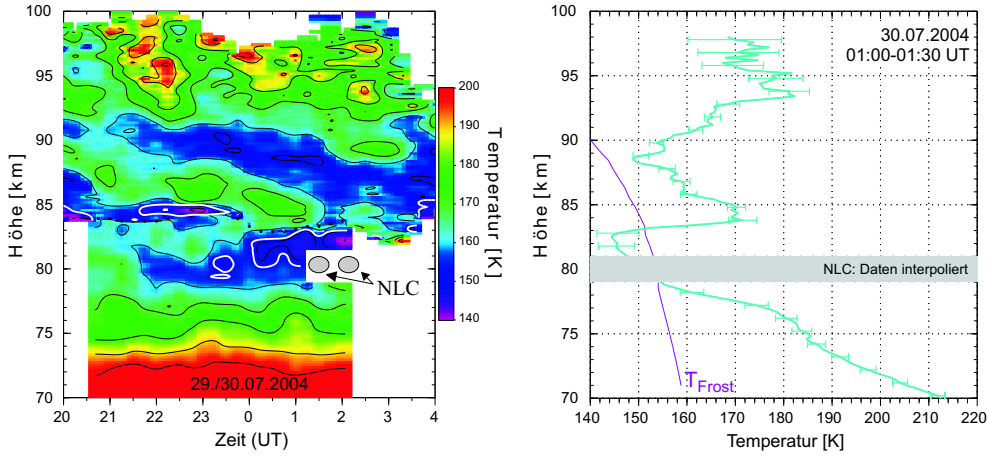 100
95
90
85
80
75
70
Höhe [km]
20 21 22 23 0 1 2 3 4
Zeit (UT)
29./30.07.2004
NLC
200
190
180
170
160
150
140
Temperatur [K]
100
95
90
85
80
75
70
Höhe [km]
30.07.2004
01:00-01:30 UT
NLC: Daten interpoliert
TFrost
140 150 160 170 180 190 200 210 220
Temperatur [K]